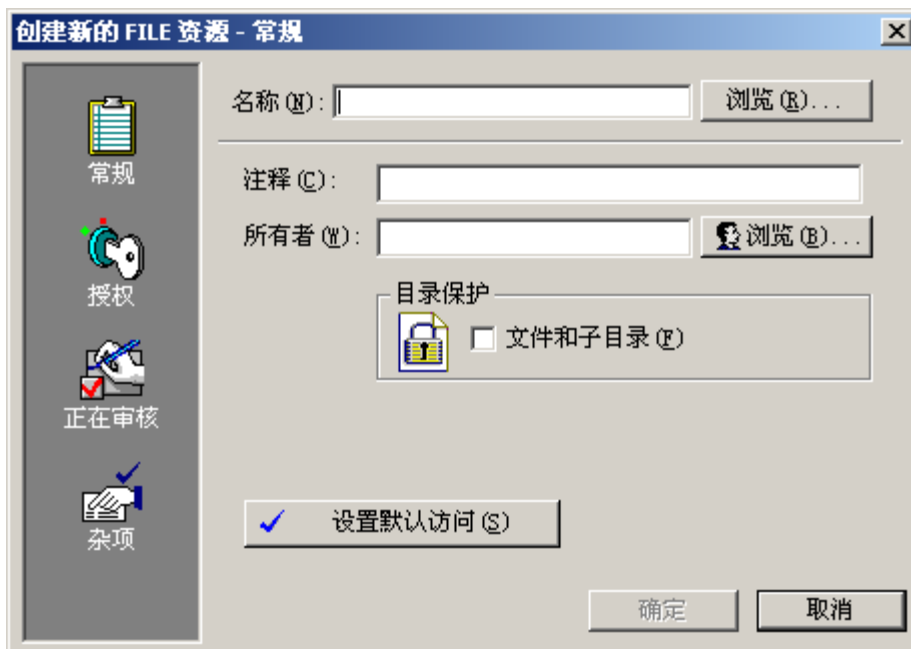 创建新的 FILE 资源 - 常规
常规
授权
正在审核
杂项
名称(N):
浏览(R)...
注释(C):
所有者(W):
浏览(B)...
目录保护
文件和子目录(F)
设置默认访问(S)
确定
取消